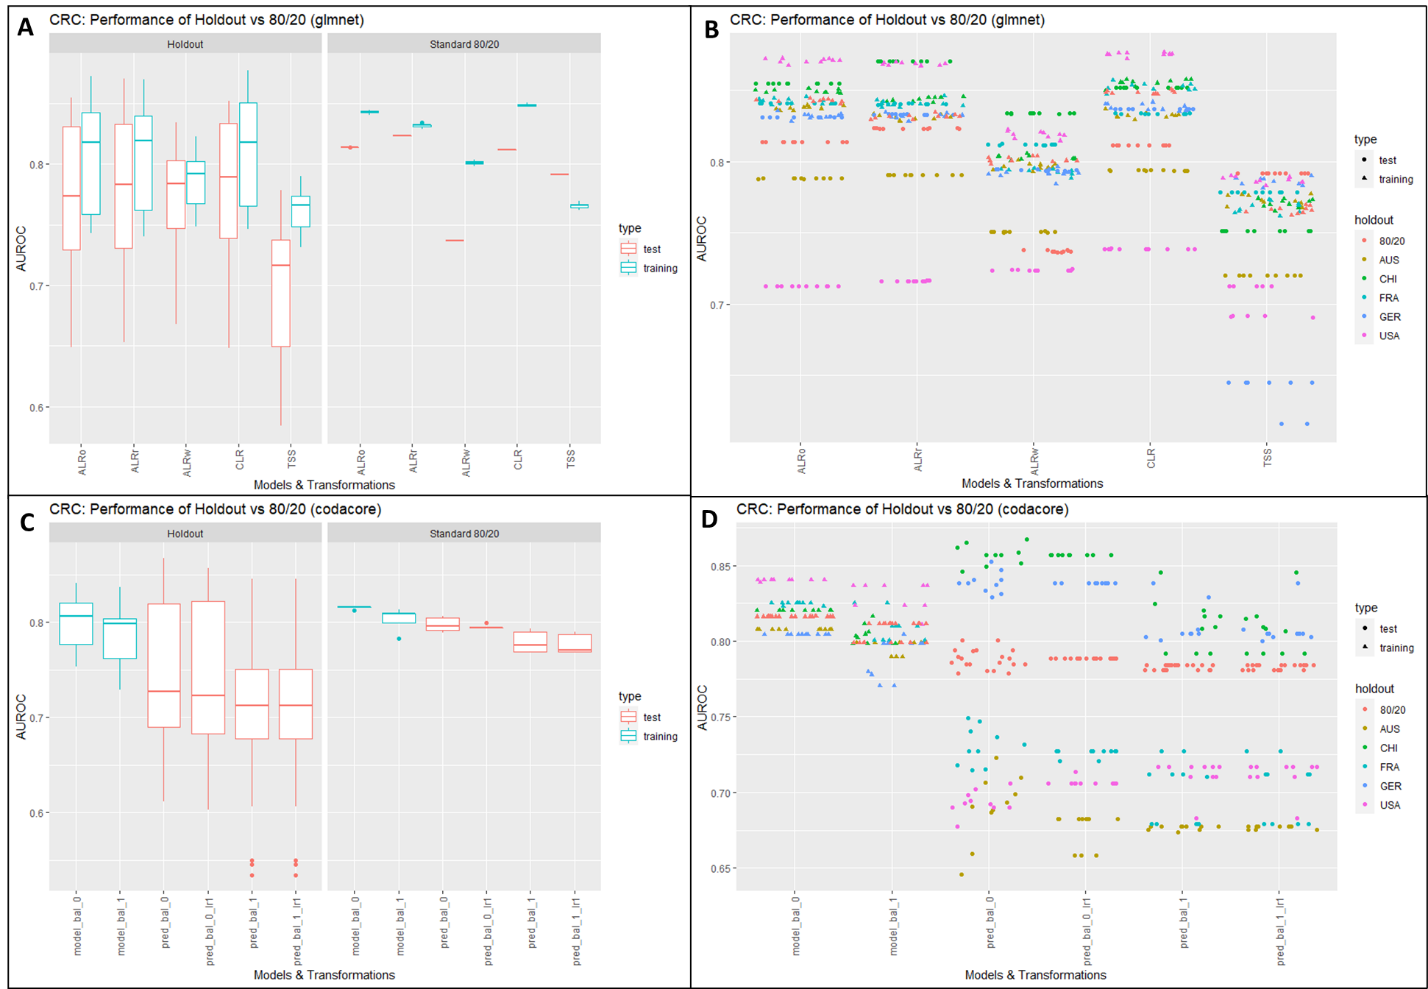 A
CRC: Performance of Holdout vs 80/20 (glmnet)
Holdout
Standard 80/20
AUROC
0.8
0.7
0.6
ALRo
ALRr
ALRw
CLR
TSS
ALRo
ALRr
ALRw
CLR
TSS
Models & Transformations
type
test
training
B
CRC: Performance of Holdout vs 80/20 (glmnet)
AUROC
0.8
0.7
ALRo
ALRr
ALRw
CLR
TSS
Models & Transformations
type
test
training
holdout
80/20
AUS
CHI
FRA
GER
USA
C
CRC: Performance of Holdout vs 80/20 (codacore)
Holdout
Standard 80/20
AUROC
0.8
0.7
0.6
model_bal_0
model_bal_1
pred_bal_0
pred_bal_0_lr1
pred_bal_1
pred_bal_1_lr1
model_bal_0
model_bal_1
pred_bal_0
pred_bal_0_lr1
pred_bal_1
pred_bal_1_lr1
Models & Transformations
type
test
training
D
CRC: Performance of Holdout vs 80/20 (codacore)
AUROC
0.85
0.80
0.75
0.70
0.65
model_bal_0
model_bal_1
pred_bal_0
pred_bal_0_lr1
pred_bal_1
pred_bal_1_lr1
Models & Transformations
type
test
training
holdout
80/20
AUS
CHI
FRA
GER
USA